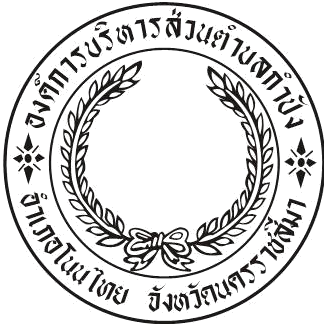 องค์การบริหารส่วนตำบลกำปัง
อำเภอโนนไทย จังหวัดนครราชสีมา